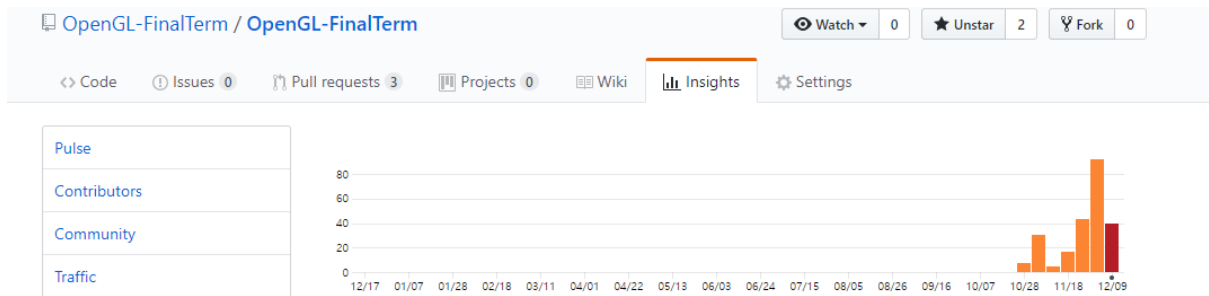 OpenGL-FinalTerm / OpenGL-FinalTerm Watch 0 Unstar 2 Fork 0
Code Issues 0 Pull requests 3 Projects 0 Wiki Insights Settings
Pulse
Contributors
Community
Traffic
80
60
40
20
0
12/17 01/07 01/28 02/18 03/11 04/01 04/22 05/13 06/03 06/24 07/15 08/05 08/26 09/16 10/07 10/28 11/18 12/09